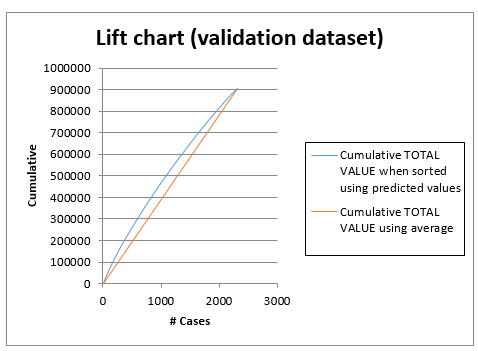 Lift chart (validation dataset)
1000000
900000
800000
700000
600000
500000
400000
300000
200000
100000
0
Cumulative
0 1000 2000 3000
# Cases
Cumulative TOTAL
VALUE when sorted
using predicted values
Cumulative TOTAL
VALUE using average